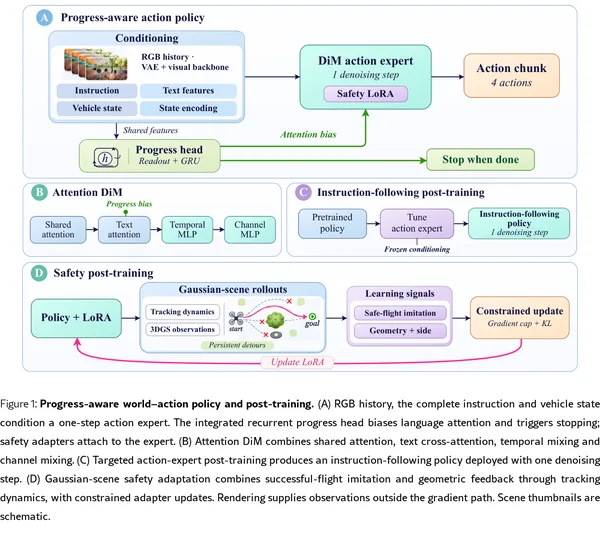 A Progress-aware action policy
Conditioning
RGB history ·
VAE + visual backbone
Instruction
Text features
Vehicle state
State encoding
DiM action expert
1 denoising step
Safety LoRA
Action chunk
4 actions
Shared features
Attention bias
h
Progress head
Readout + GRU
Stop when done
B Attention DiM
Progress bias
Shared
attention
Text
attention
Temporal
MLP
Channel
MLP
C Instruction-following post-training
Pretrained
policy
Tune
action expert
Instruction-following
policy
1 denoising step
Frozen conditioning
D Safety post-training
Policy + LoRA
Gaussian-scene rollouts
Tracking dynamics
3DGS observations
start
goal
Persistent detours
Learning signals
Safe-flight imitation
Geometry + side
Constrained update
Gradient cap + KL
Update LoRA
Figure 1: Progress-aware world–action policy and post-training. (A) RGB history, the complete instruction and vehicle state
condition a one-step action expert. The integrated recurrent progress head biases language attention and triggers stopping;
safety adapters attach to the expert. (B) Attention DiM combines shared attention, text cross-attention, temporal mixing and
channel mixing. (C) Targeted action-expert post-training produces an instruction-following policy deployed with one denoising
step. (D) Gaussian-scene safety adaptation combines successful-flight imitation and geometric feedback through tracking
dynamics, with constrained adapter updates. Rendering supplies observations outside the gradient path. Scene thumbnails are
schematic.